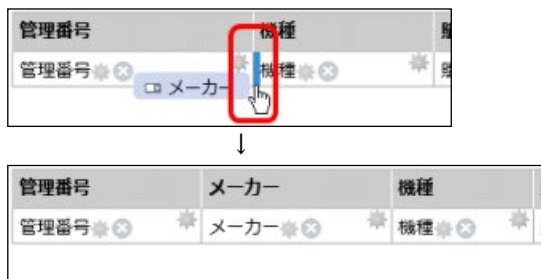 管理番号 機種
管理番号 機種
メーカー
↓
管理番号 メーカー 機種
管理番号 メーカー 機種